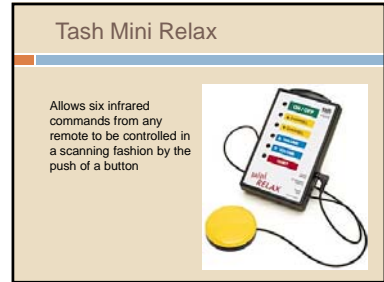 Tash Mini Relax
Allows six infrared
commands from any
remote to be controlled in
a scanning fashion by the
push of a button
ON / OFF
mini
RELAX